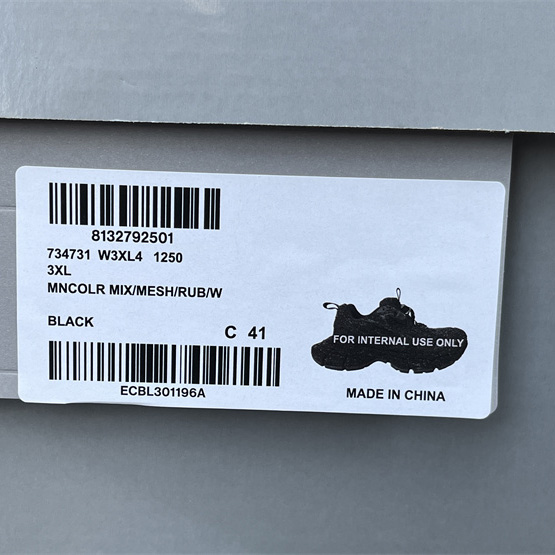 8132792501
734731 W3XL4 1250
3XL
MNCOLR MIX/MESH/RUB/W
BLACK
C 41
ECBL301196A
FOR INTERNAL USE ONLY
MADE IN CHINA